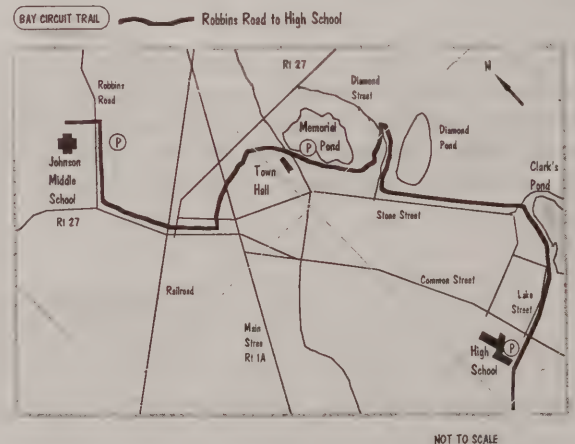 BAY CIRCUIT TRAIL
Robbins Road to High School
Rt 27
N
Robbins
Road
Diamond
Street
P
Memorial
Pond
P
Diamond
Pond
Johnson
Middle
School
Town
Hall
Clark's
Pond
Rt 27
Stone Street
Common Street
Railroad
Lake
Street
Main
Stree
Rt 1A
High
School
P
NOT TO SCALE